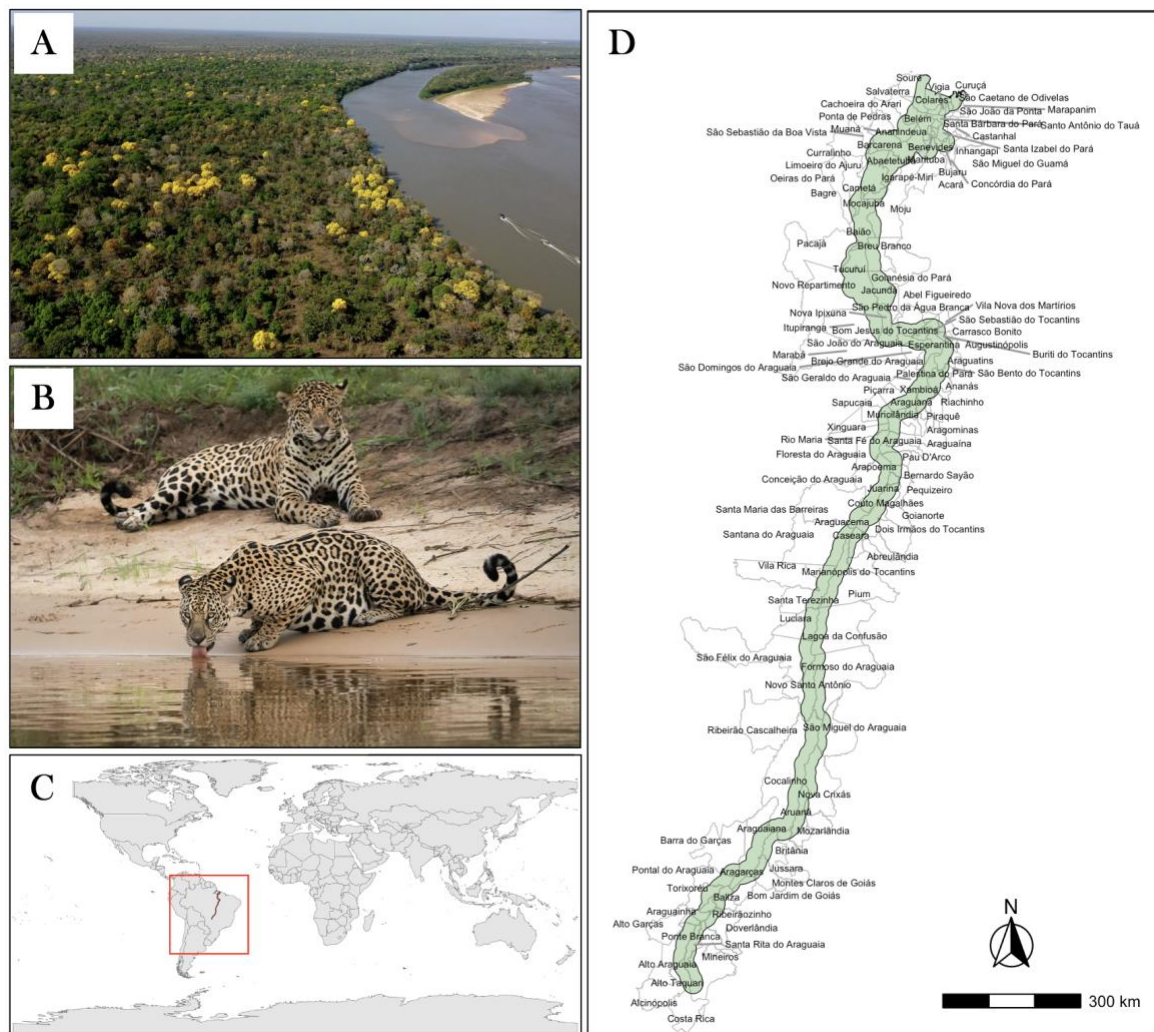 A
B
C
D
Soure
Vigia
Curuçá
Salvaterra
Colares
São Caetano de Odivelas
Cachoeira do Arari
São João da Ponta
Marapanim
Ponta de Pedras
Belém
Santa Bárbara do Pará
Santo Antônio do Tauá
São Sebastião da Boa Vista
Muaná
Ananindeua
Castanhal
Barcarena
Benevides
Santa Izabel do Pará
Curralinho
Inhangapi
Abaetetuba
Marituba
São Miguel do Guamá
Limoeiro do Ajuru
Bujaru
Oeiras do Pará
Igarapé-Miri
Acará
Concórdia do Pará
Bagre
Cametá
Mocajuba
Moju
Baião
Pacajá
Breu Branco
Tucuruí
Goianésia do Pará
Novo Repartimento
Jacundá
Abel Figueiredo
São Pedro da Água Branca
Vila Nova dos Martírios
Nova Ipixuna
São Sebastião do Tocantins
Itupiranga
Bom Jesus do Tocantins
Carrasco Bonito
São João do Araguaia
Esperantina
Augustinópolis
Marabá
Buriti do Tocantins
Brejo Grande do Araguaia
Araguatins
São Domingos do Araguaia
Palestina do Pará
São Bento do Tocantins
São Geraldo do Araguaia
Ananás
Piçarra
Xambioá
Sapucaia
Araguanã
Riachinho
Muricilândia
Piraquê
Xinguara
Aragominas
Rio Maria
Santa Fé do Araguaia
Araguaína
Floresta do Araguaia
Pau D'Arco
Arapoema
Bernardo Sayão
Conceição do Araguaia
Juarina
Pequizeiro
Couto Magalhães
Santa Maria das Barreiras
Goianorte
Araguacema
Dois Irmãos do Tocantins
Santana do Araguaia
Caseara
Abreulândia
Vila Rica
Marianópolis do Tocantins
Santa Terezinha
Pium
Luciara
Lagoa da Confusão
São Félix do Araguaia
Formoso do Araguaia
Novo Santo Antônio
Ribeirão Cascalheira
São Miguel do Araguaia
Cocalinho
Nova Crixás
Aruanã
Araguaiana
Mozarlândia
Barra do Garças
Britânia
Pontal do Araguaia
Aragarças
Jussara
Montes Claros de Goiás
Torixoréu
Baliza
Bom Jardim de Goiás
Araguainha
Ribeirãozinho
Alto Garças
Doverlândia
Ponte Branca
Santa Rita do Araguaia
Mineiros
Alto Araguaia
Alto Taquari
Alcinópolis
Costa Rica
N
300 km